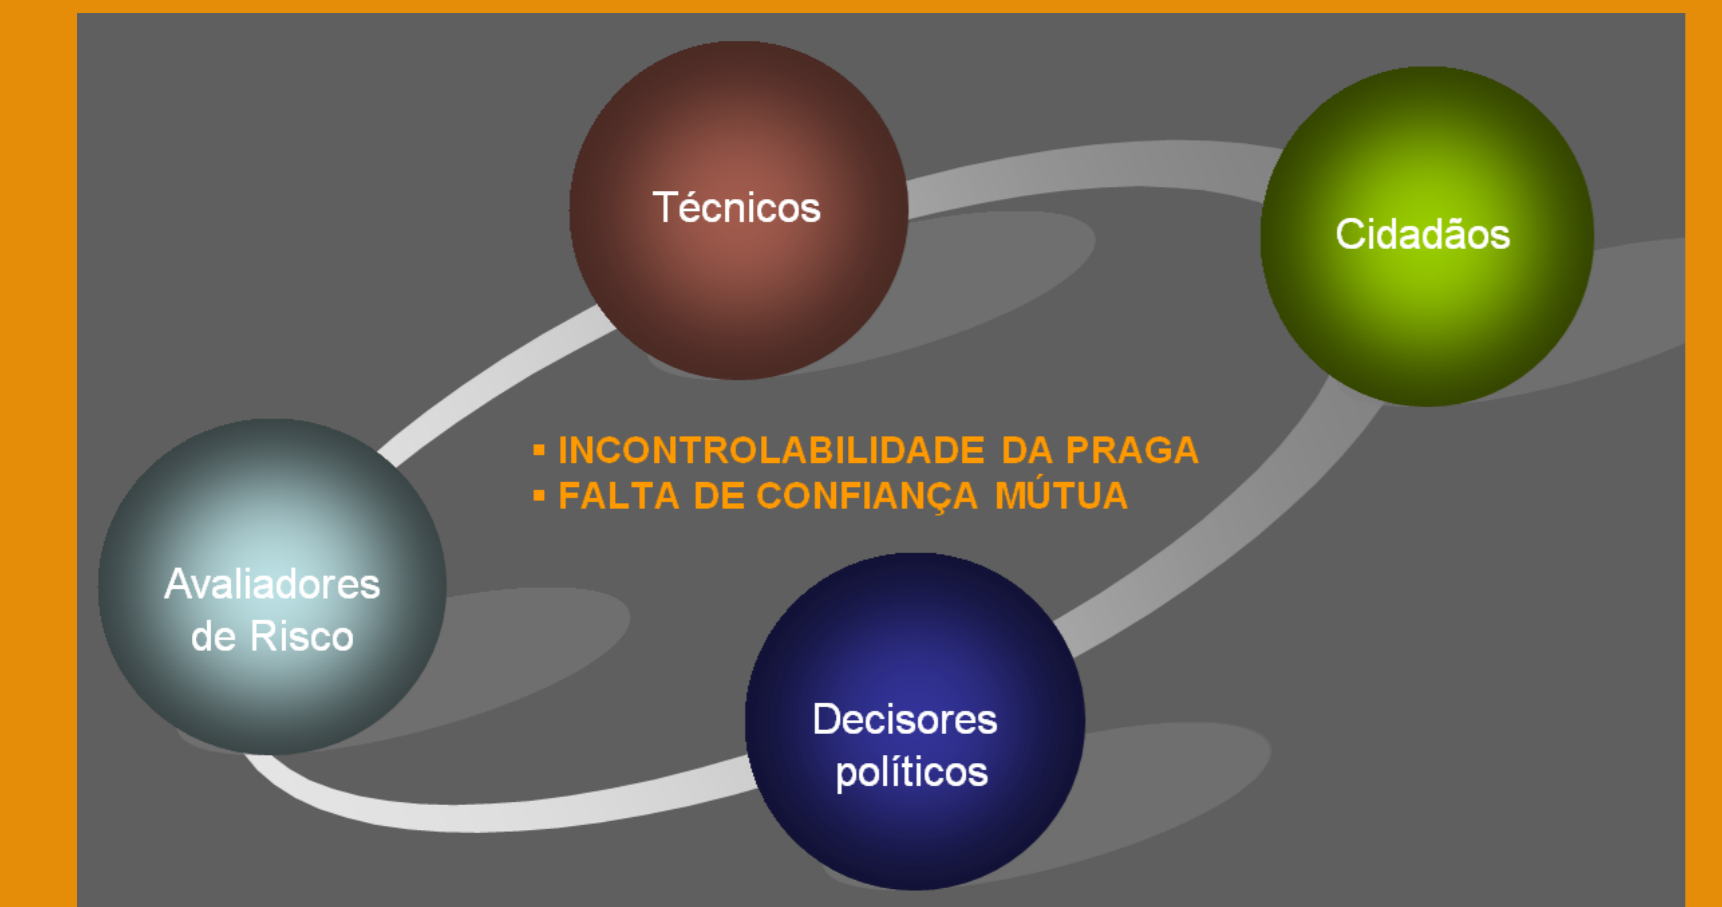 Técnicos
Cidadãos
▪ INCONTROLABILIDADE DA PRAGA
▪ FALTA DE CONFIANÇA MÚTUA
Avaliadores
de Risco
Decisores
políticos